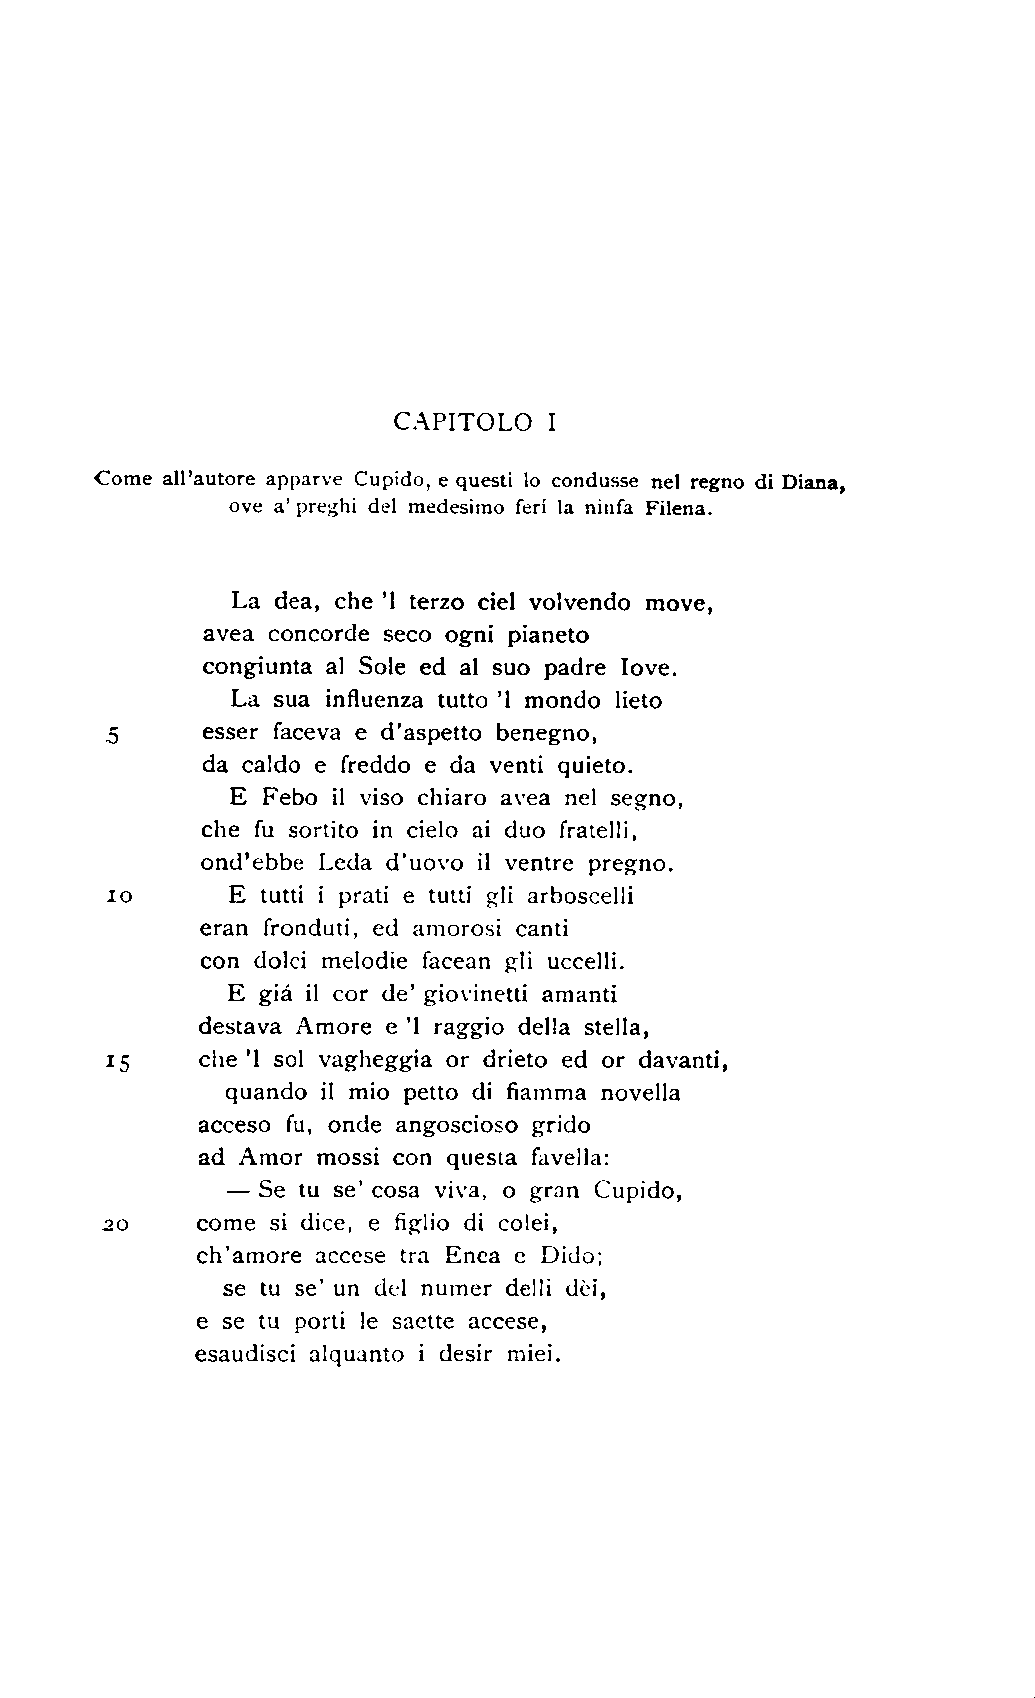 CAPITOLO I
Come all'autore apparve Cupido, e questi lo condusse nel regno di Diana,
ove a' preghi del medesimo ferí la ninfa Filena.
La dea, che 'l terzo ciel volvendo move,
avea concorde seco ogni pianeto
congiunta al Sole ed al suo padre Iove.
La sua influenza tutto 'l mondo lieto
5 esser faceva e d'aspetto benegno,
da caldo e freddo e da venti quieto.
E Febo il viso chiaro avea nel segno,
che fu sortito in cielo ai duo fratelli,
ond'ebbe Leda d'uovo il ventre pregno.
10 E tutti i prati e tutti gli arboscelli
eran fronduti, ed amorosi canti
con dolci melodie facean gli uccelli.
E giá il cor de' giovinetti amanti
destava Amore e 'l raggio della stella,
15 che 'l sol vagheggia or drieto ed or davanti,
quando il mio petto di fiamma novella
acceso fu, onde angoscioso grido
ad Amor mossi con questa favella:
— Se tu se' cosa viva, o gran Cupido,
20 come si dice, e figlio di colei,
ch'amore accese tra Enea e Dido;
se tu se' un del numer delli dèi,
e se tu porti le saette accese,
esaudisci alquanto i desir miei.